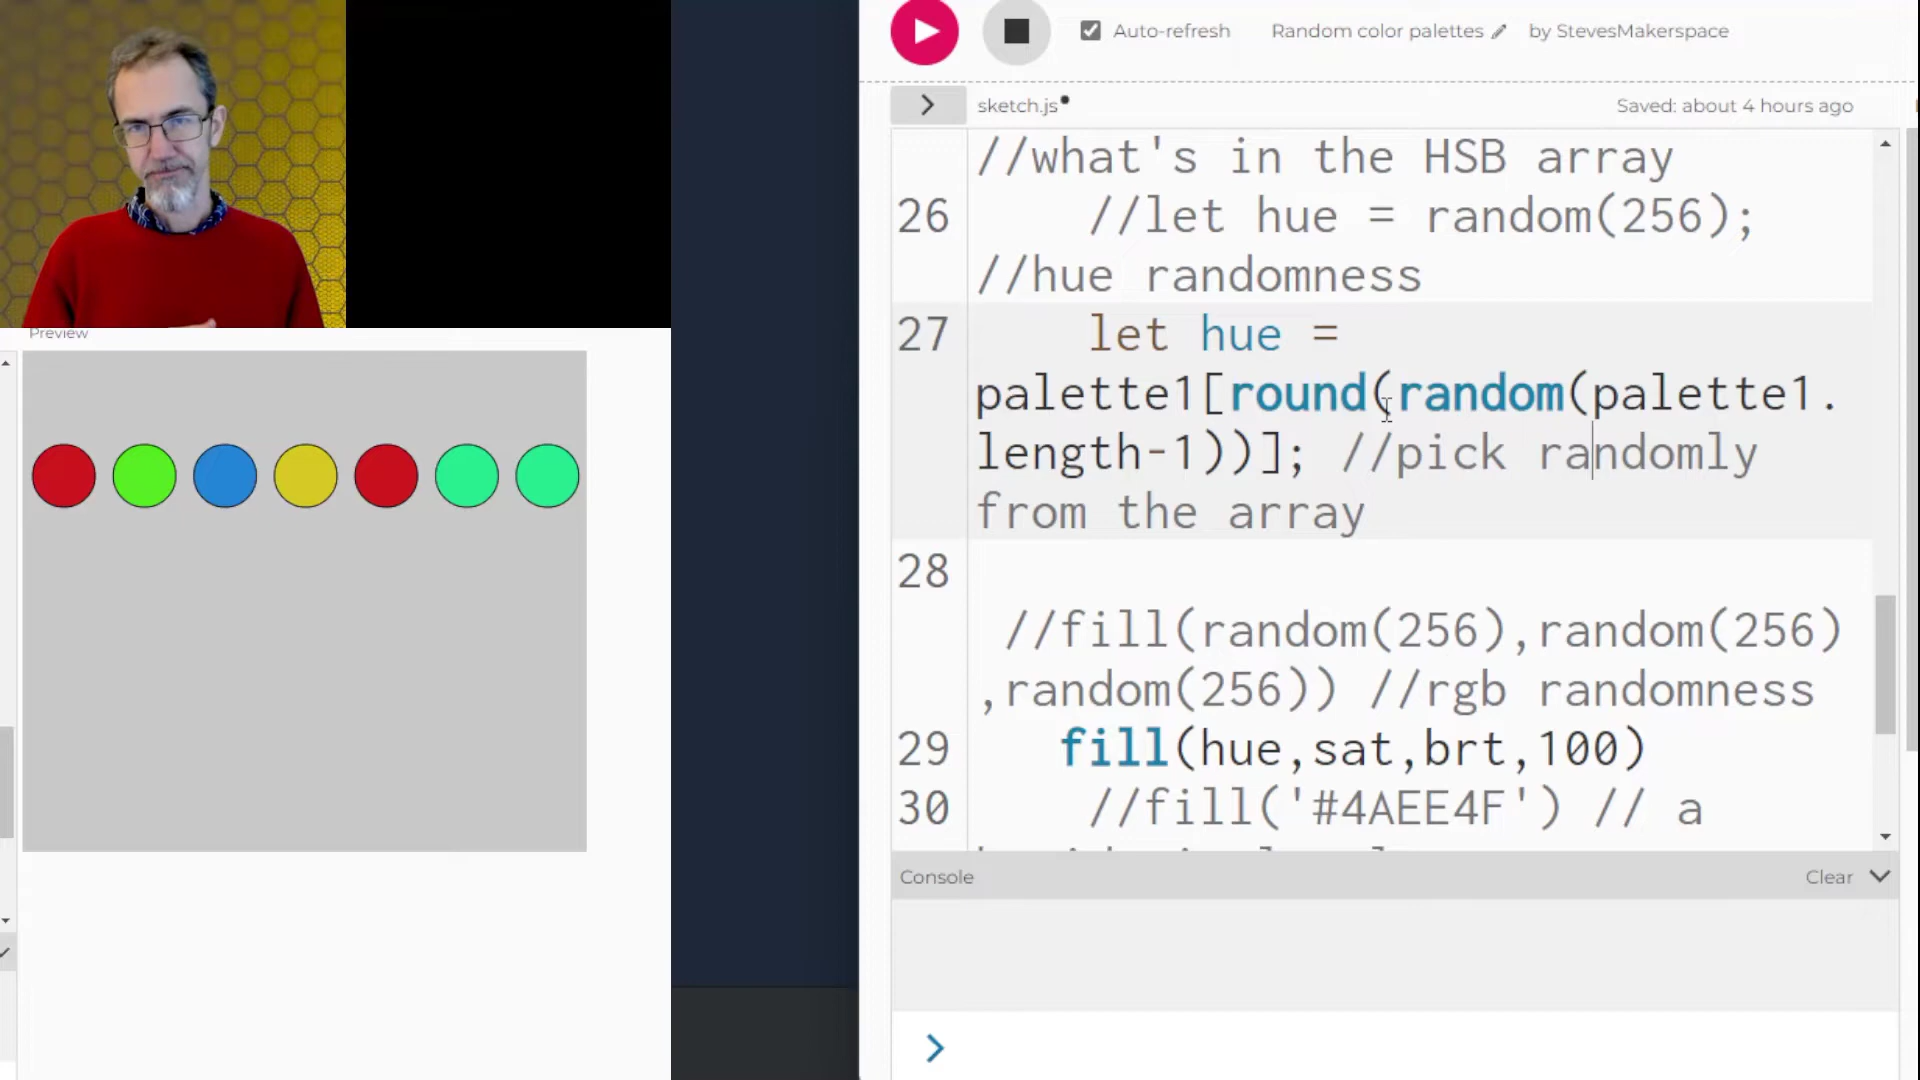 Auto-refresh
Random color palettes
by StevesMakerspace
sketch.js
Saved: about 4 hours ago
//what's in the HSB array
26 //let hue = random(256);
//hue randomness
27 let hue =
palette1[round(random(palette1.
length-1))]; //pick randomly
from the array
28
//fill(random(256),random(256)
,random(256)) //rgb randomness
29 fill(hue,sat,brt,100)
30 //fill('#4AEE4F') // a
Console
Clear
Preview